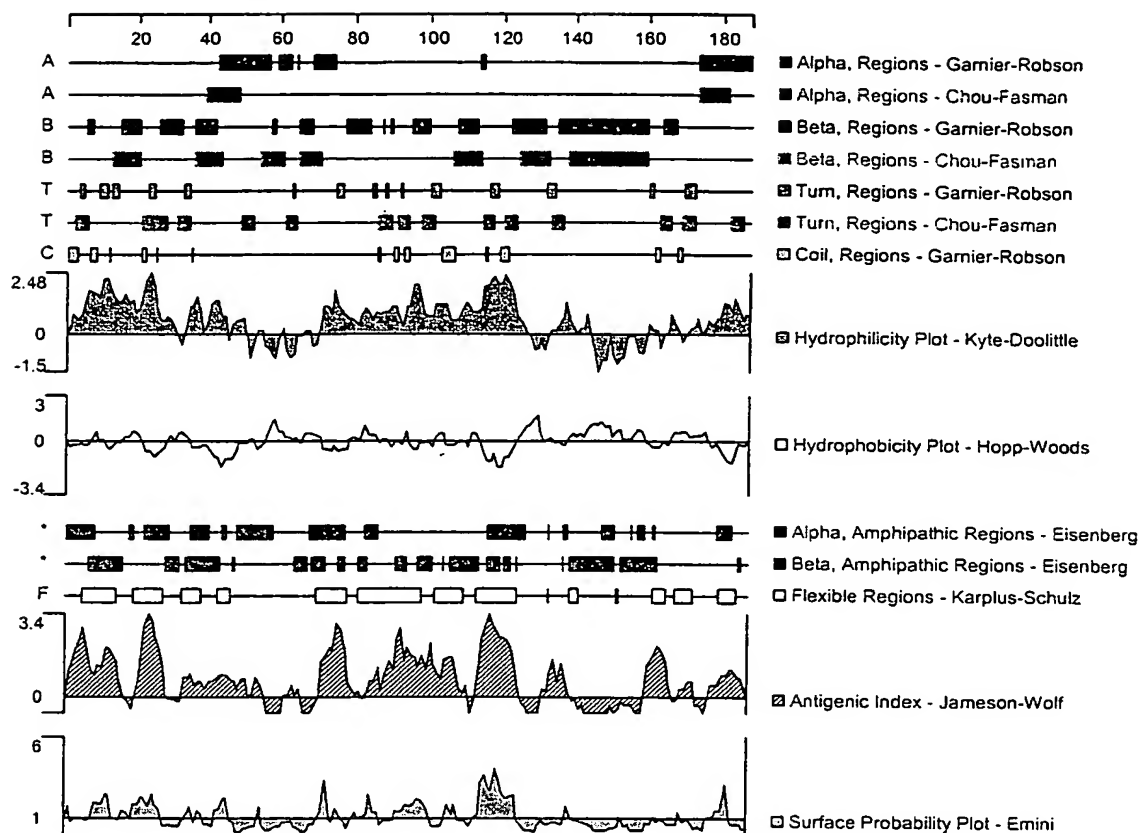 20 40 60 80 100 120 140 160 180
A Alpha, Regions - Garnier-Robson
A Alpha, Regions - Chou-Fasman
B Beta, Regions - Garnier-Robson
B Beta, Regions - Chou-Fasman
T Turn, Regions - Garnier-Robson
T Turn, Regions - Chou-Fasman
C Coil, Regions - Garnier-Robson
2.48
0
-1.5
Hydrophilicity Plot - Kyte-Doolittle
3
0
-3.4
Hydrophobicity Plot - Hopp-Woods
* Alpha, Amphipathic Regions - Eisenberg
* Beta, Amphipathic Regions - Eisenberg
F Flexible Regions - Karplus-Schulz
3.4
0
Antigenic Index - Jameson-Wolf
6
1
Surface Probability Plot - Emini